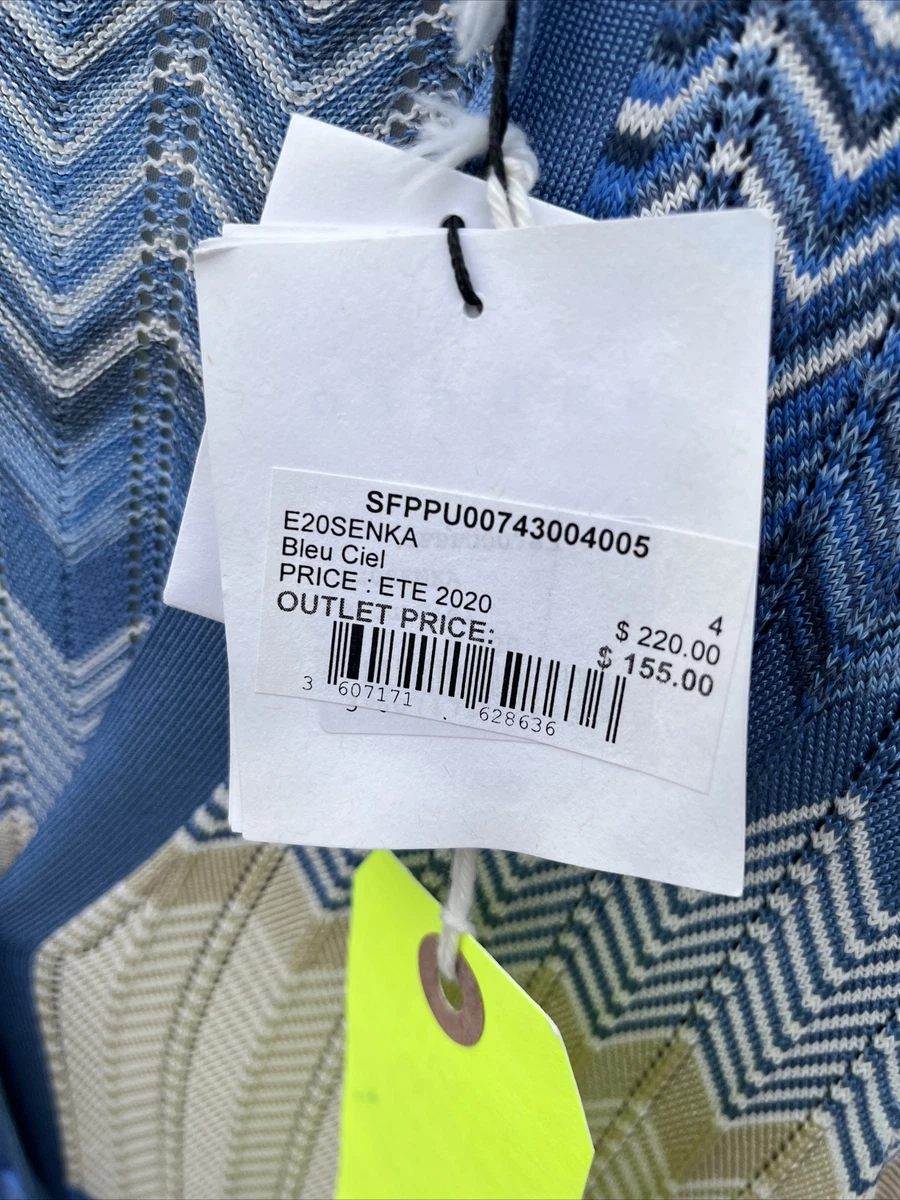 SFPPU00743004005
E20SENKA
Bleu Ciel
4
PRICE : ETE 2020 $ 220.00
OUTLET PRICE: $ 155.00
3 607171 628636